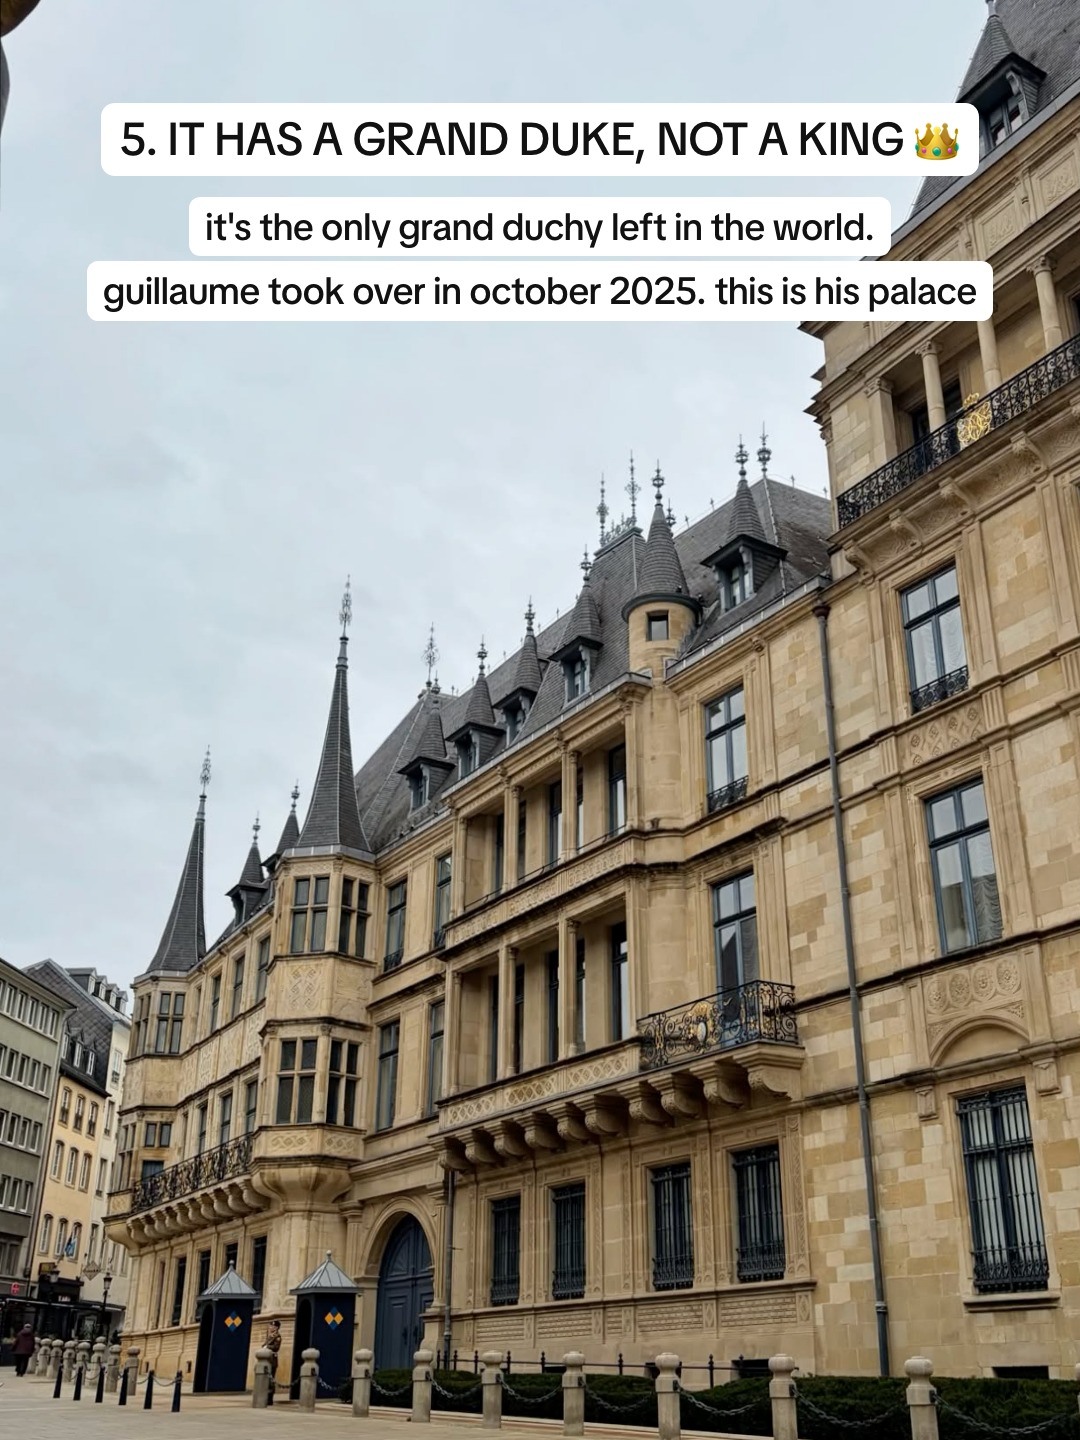 5. IT HAS A GRAND DUKE, NOT A KING 👑
it's the only grand duchy left in the world.
guillaume took over in october 2025. this is his palace